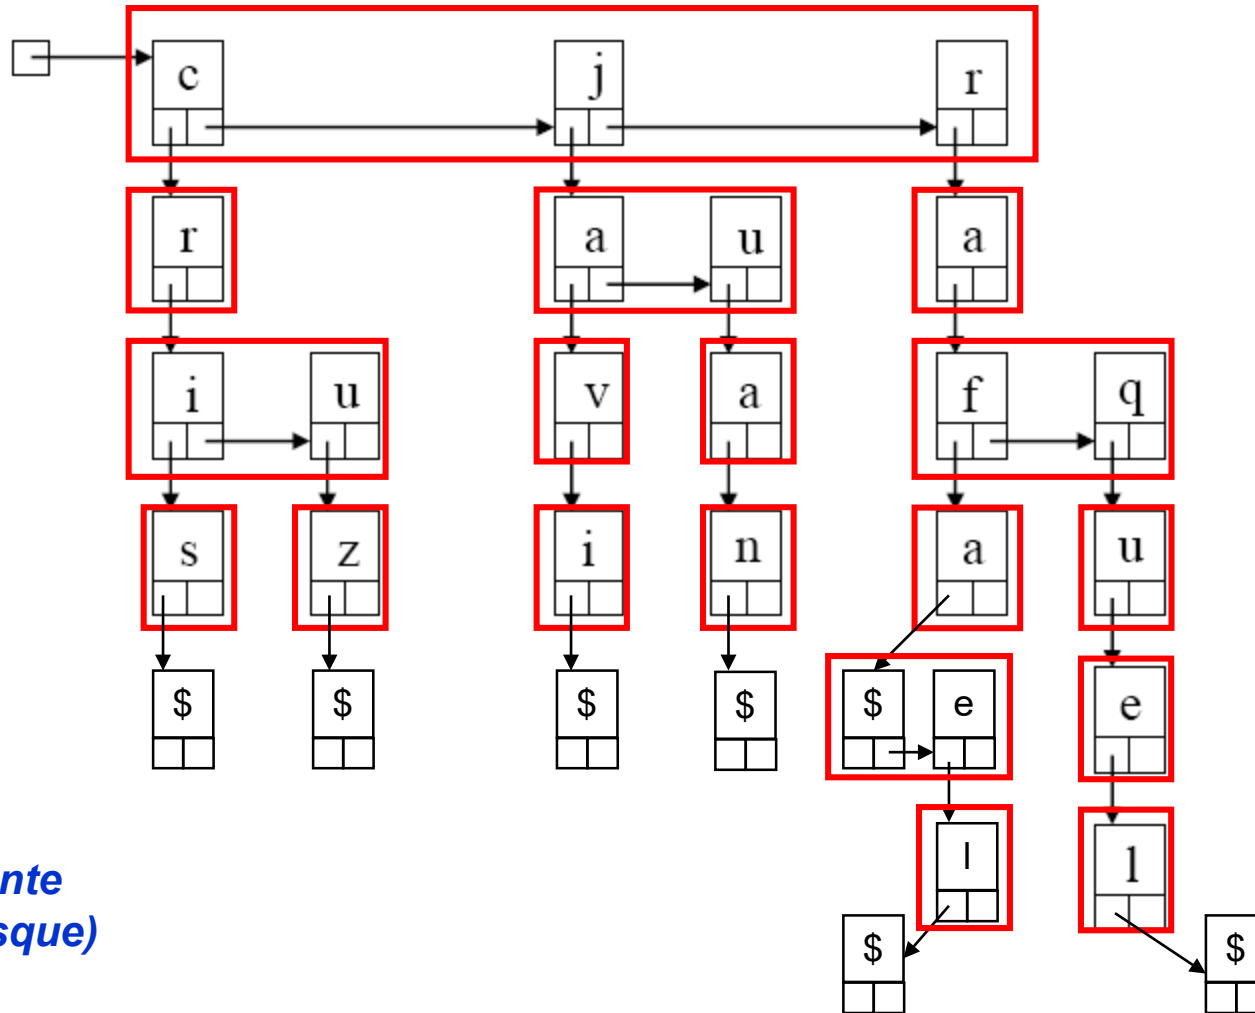 c j r
r a u a
i u v a f q
s z i n a u
$ $ $ $ $ e e
l l
nte
sque)
$ $